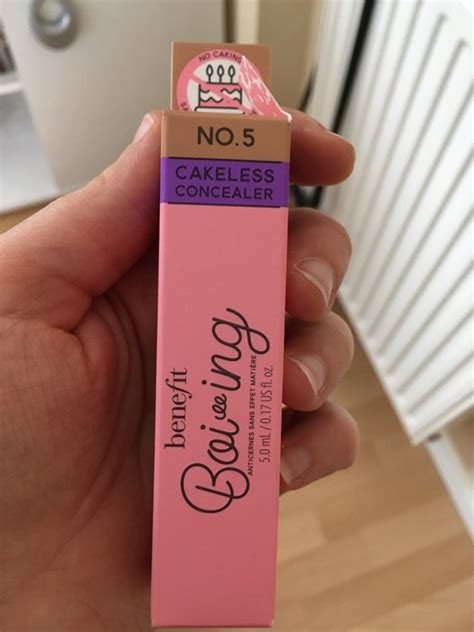 NO CAKING
NO.5
CAKELESS
CONCEALER
benefit
Boi-ing
ANTICERNES SANS EFFET MATIÈRE
5.0 mL / 0.17 US fl. oz.